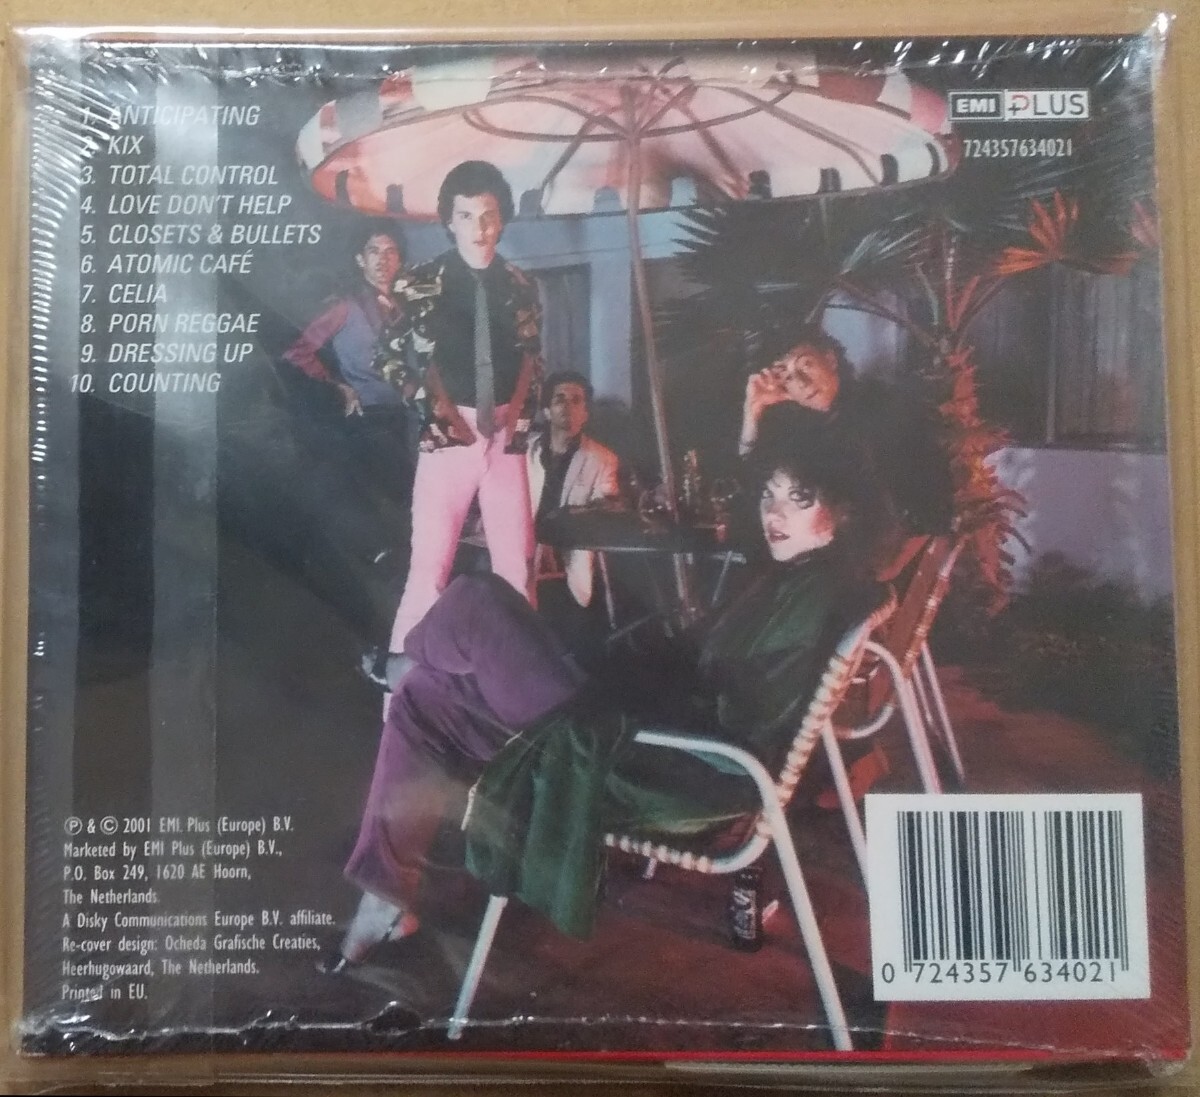 1. ANTICIPATING
2. KIX
3. TOTAL CONTROL
4. LOVE DON'T HELP
5. CLOSETS & BULLETS
6. ATOMIC CAFÉ
7. CELIA
8. PORN REGGAE
9. DRESSING UP
10. COUNTING
EMI PLUS
724357634021
Ⓟ & © 2001 EMI Plus (Europe) B.V.
Marketed by EMI Plus (Europe) B.V.,
P.O. Box 249, 1620 AE Hoorn,
The Netherlands.
A Disky Communications Europe B.V. affiliate.
Re-cover design: Ocheda Grafische Creaties,
Heerhugowaard, The Netherlands.
Printed in EU.
0 724357 634021